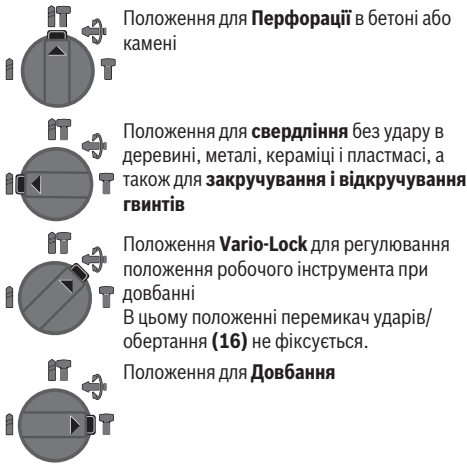 Положення для Перфорації в бетоні або
камені
Положення для свердління без удару в
деревині, металі, кераміці і пластмасі, а
також для закручування і відкручування
гвинтів
Положення Vario-Lock для регулювання
положення робочого інструмента при
довбанні
В цьому положенні перемикач ударів/
обертання (16) не фіксується.
Положення для Довбання